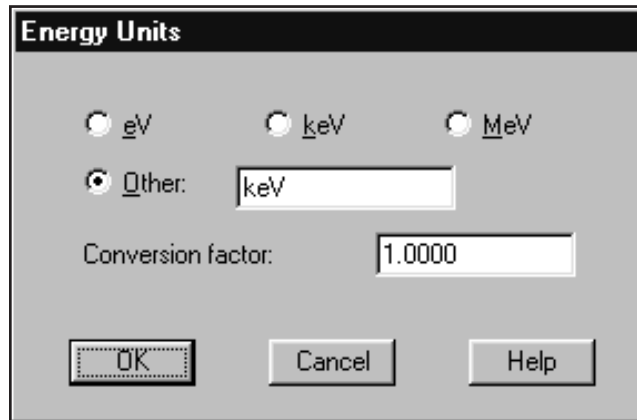 Energy Units
eV keV MeV
Other: keV
Conversion factor: 1.0000
OK Cancel Help